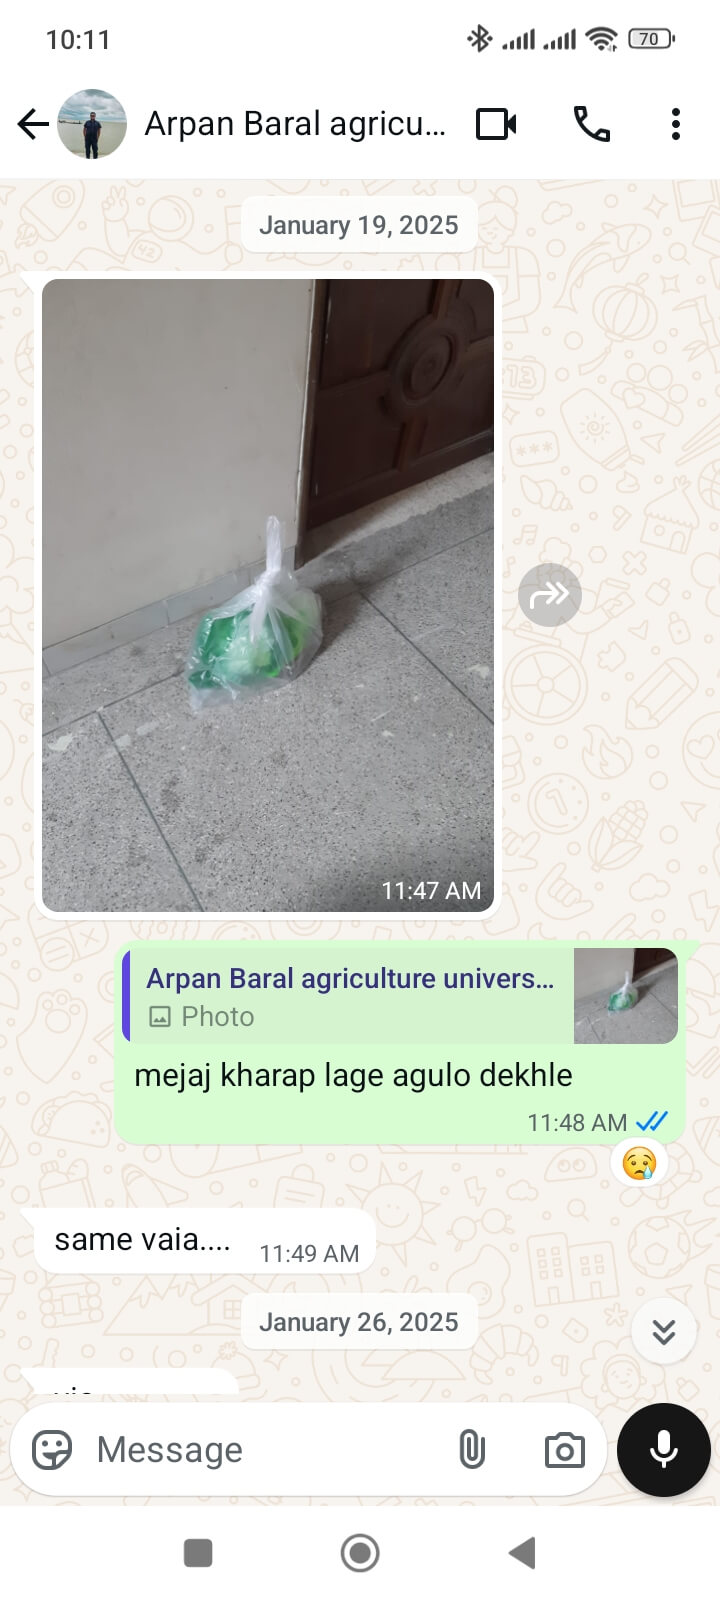 10:11
70
Arpan Baral agricu...
January 19, 2025
11:47 AM
Arpan Baral agriculture univers...
Photo
mejaj kharap lage agulo dekhle
11:48 AM
same vaia....
11:49 AM
January 26, 2025
Message